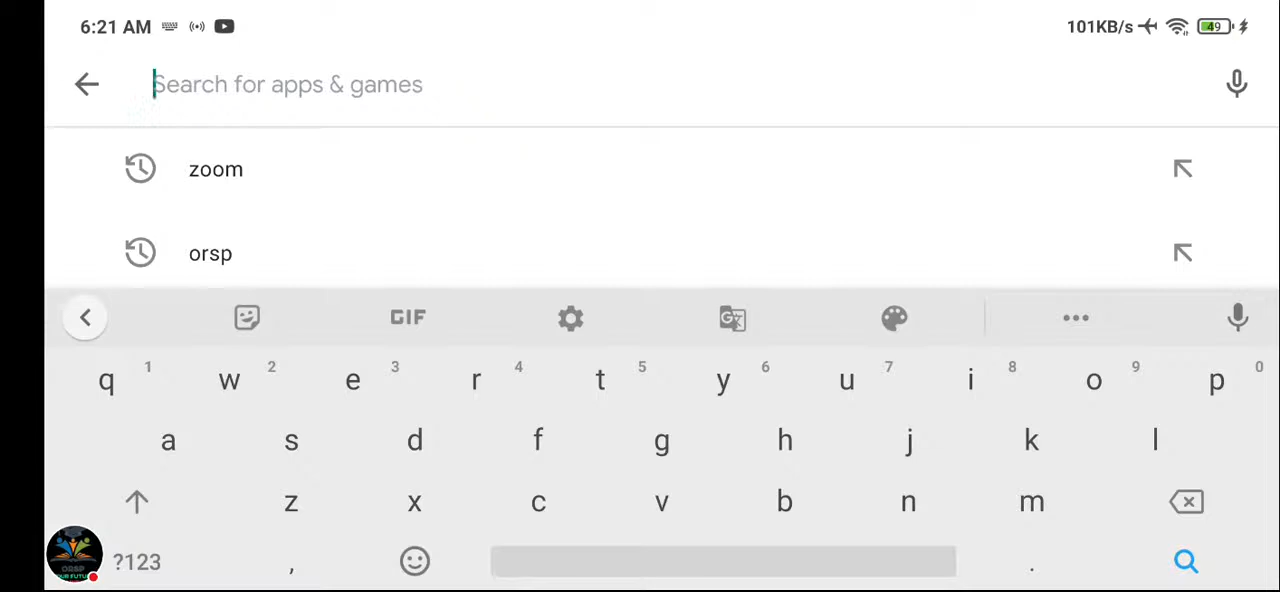 6:21 AM
101KB/s 49
Search for apps & games
zoom
orsp
GIF
q 1 w 2 e 3 r 4 t 5 y 6 u 7 i 8 o 9 p 0
a s d f g h j k l
z x c v b n m
ORSP
?123 , .